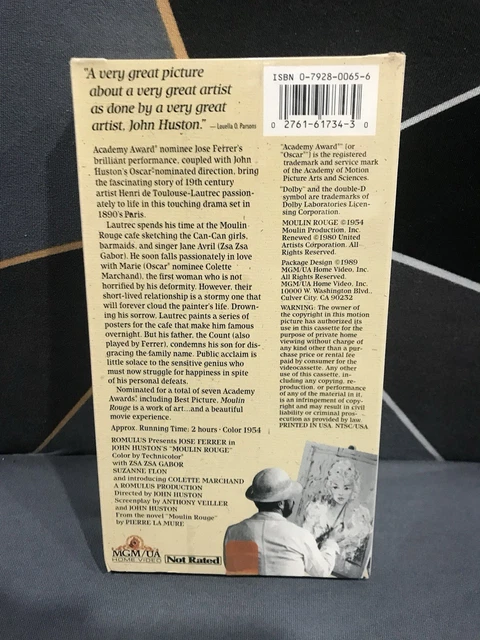 "A very great picture
about a very great artist
as done by a very great
artist, John Huston." — Louella O. Parsons
Academy Award® nominee Jose Ferrer's
brilliant performance, coupled with John
Huston's Oscar®-nominated direction, bring
the fascinating story of 19th century
artist Henri de Toulouse-Lautrec passion-
ately to life in this touching drama set in
1890's Paris.
Lautrec spends his time at the Moulin
Rouge cafe sketching the Can-Can girls,
barmaids, and singer Jane Avril (Zsa Zsa
Gabor). He soon falls passionately in love
with Marie (Oscar® nominee Colette
Marchand), the first woman who is not
horrified by his deformity. However, their
short-lived relationship is a stormy one that
will forever cloud the painter's life. Drown-
ing his sorrow, Lautrec paints a series of
posters for the cafe that make him famous
overnight. But his father, the Count (also
played by Ferrer), condemns his son for dis-
gracing the family name. Public acclaim is
little solace to the sensitive genius who
must now struggle for happiness in spite
of his personal defeats.
Nominated for a total of seven Academy
Awards, including Best Picture, Moulin
Rouge is a work of art...and a beautiful
movie experience.
Approx. Running Time: 2 hours · Color 1954
ROMULUS Presents JOSE FERRER in
JOHN HUSTON'S "MOULIN ROUGE"
Color by Technicolor®
with ZSA ZSA GABOR
SUZANNE FLON
and introducing COLETTE MARCHAND
A ROMULUS PRODUCTION
Directed by JOHN HUSTON
Screenplay by ANTHONY VEILLER
and JOHN HUSTON
From the novel "Moulin Rouge"
by PIERRE LA MURE
MGM/UA
HOME VIDEO
Not Rated
ISBN 0-7928-0065-6
0 27616-1734-3 0
"Academy Award®" (or
"Oscar®") is the registered
trademark and service mark
of the Academy of Motion
Picture Arts and Sciences.
"Dolby" and the double-D
symbol are trademarks of
Dolby Laboratories Licen-
sing Corporation.
MOULIN ROUGE ©1954
Moulin Production, Inc.
Renewed ©1980 United
Artists Corporation. All
Rights Reserved.
Package Design ©1989
MGM/UA Home Video, Inc.
All Rights Reserved.
MGM/UA Home Video, Inc.
10000 W. Washington Blvd.,
Culver City, CA 90232
WARNING: The owner of
the copyright in this motion
picture has authorized its
use in this cassette for the
purpose of private home
viewing without charge of
any kind other than a pur-
chase price or rental fee
paid by consumer for the
videocassette. Any other
use of this cassette, in-
cluding any copying, re-
production, or performance
of any of the material in it,
is an infringement of copy-
right and may result in civil
liability or criminal pros-
ecution as provided by law.
PRINTED IN USA NTSC/USA